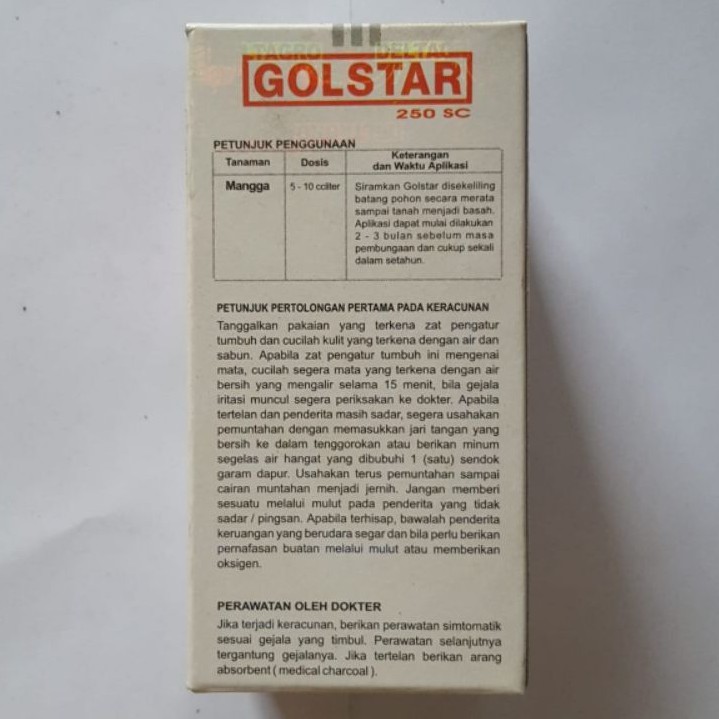 TAGRO DELTAG
GOLSTAR
250 SC
PETUNJUK PENGGUNAAN
Tanaman Dosis Keterangan dan Waktu Aplikasi
Mangga 5 - 10 cc/liter Siramkan Golstar disekeliling
batang pohon secara merata
sampai tanah menjadi basah.
Aplikasi dapat mulai dilakukan
2 - 3 bulan sebelum masa
pembungaan dan cukup sekali
dalam setahun.
PETUNJUK PERTOLONGAN PERTAMA PADA KERACUNAN
Tanggalkan pakaian yang terkena zat pengatur
tumbuh dan cucilah kulit yang terkena dengan air dan
sabun. Apabila zat pengatur tumbuh ini mengenai
mata, cucilah segera mata yang terkena dengan air
bersih yang mengalir selama 15 menit, bila gejala
iritasi muncul segera periksakan ke dokter. Apabila
tertelan dan penderita masih sadar, segera usahakan
pemuntahan dengan memasukkan jari tangan yang
bersih ke dalam tenggorokan atau berikan minum
segelas air hangat yang dibubuhi 1 (satu) sendok
garam dapur. Usahakan terus pemuntahan sampai
cairan muntahan menjadi jernih. Jangan memberi
sesuatu melalui mulut pada penderita yang tidak
sadar / pingsan. Apabila terhisap, bawalah penderita
keruangan yang berudara segar dan bila perlu berikan
pernafasan buatan melalui mulut atau memberikan
oksigen.
PERAWATAN OLEH DOKTER
Jika terjadi keracunan, berikan perawatan simtomatik
sesuai gejala yang timbul. Perawatan selanjutnya
tergantung gejalanya. Jika tertelan berikan arang
absorbent ( medical charcoal ).